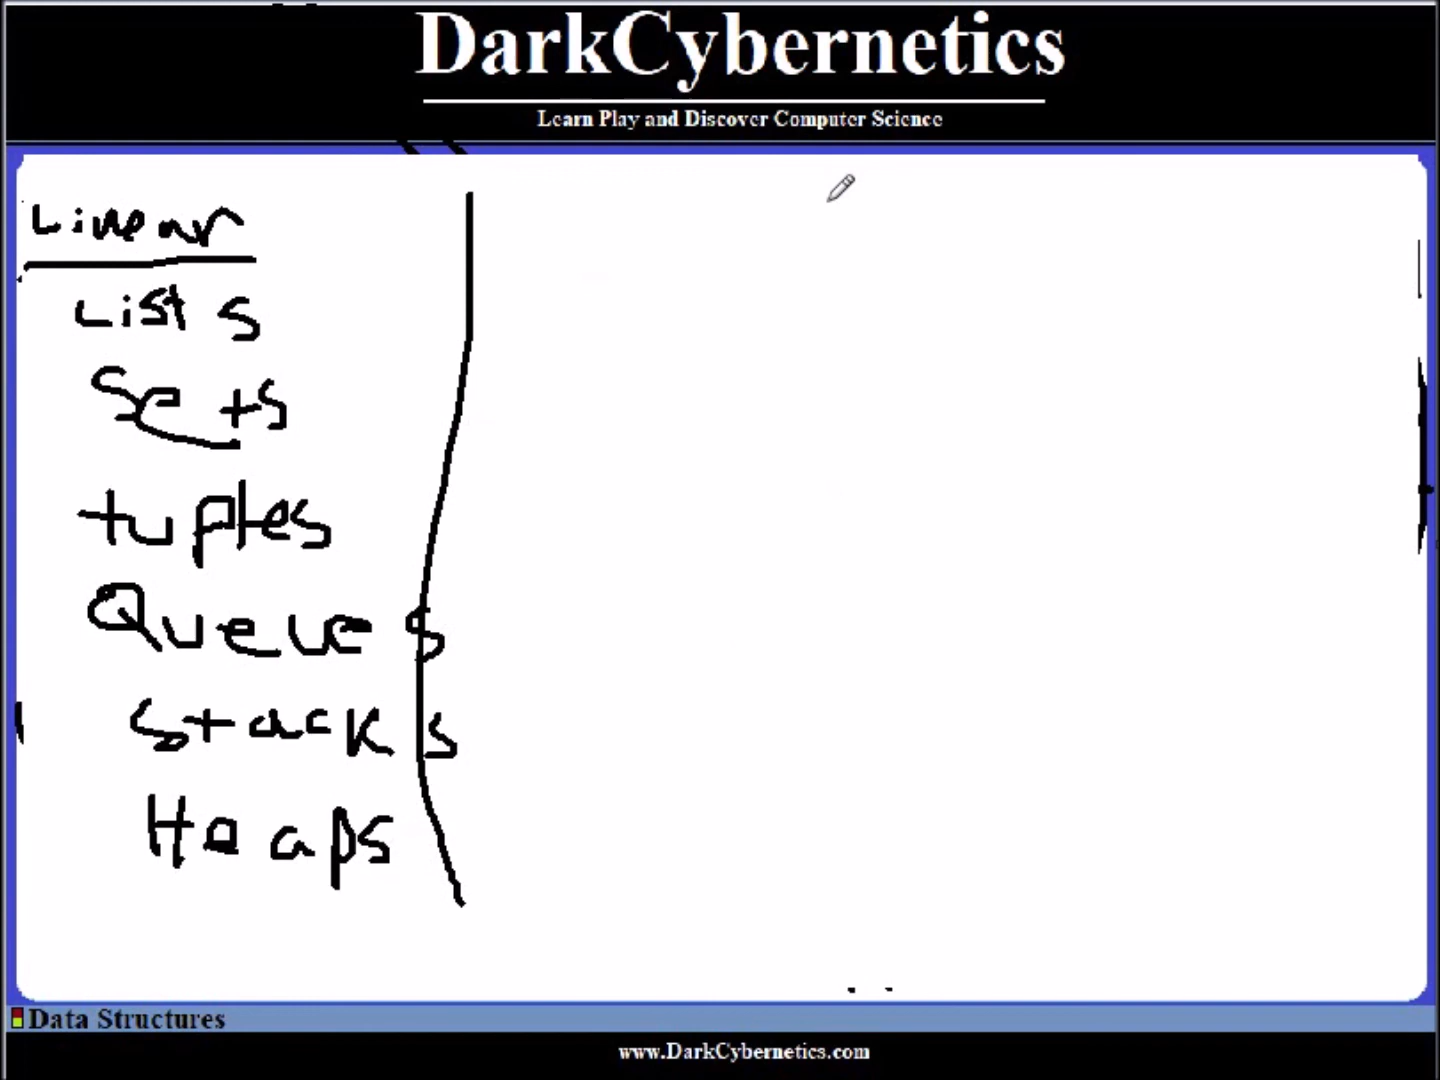 DarkCybernetics
Learn Play and Discover Computer Science
Linear
Lists
Sets
tuples
Queues
Stacks
Heaps
Data Structures
www.DarkCybernetics.com